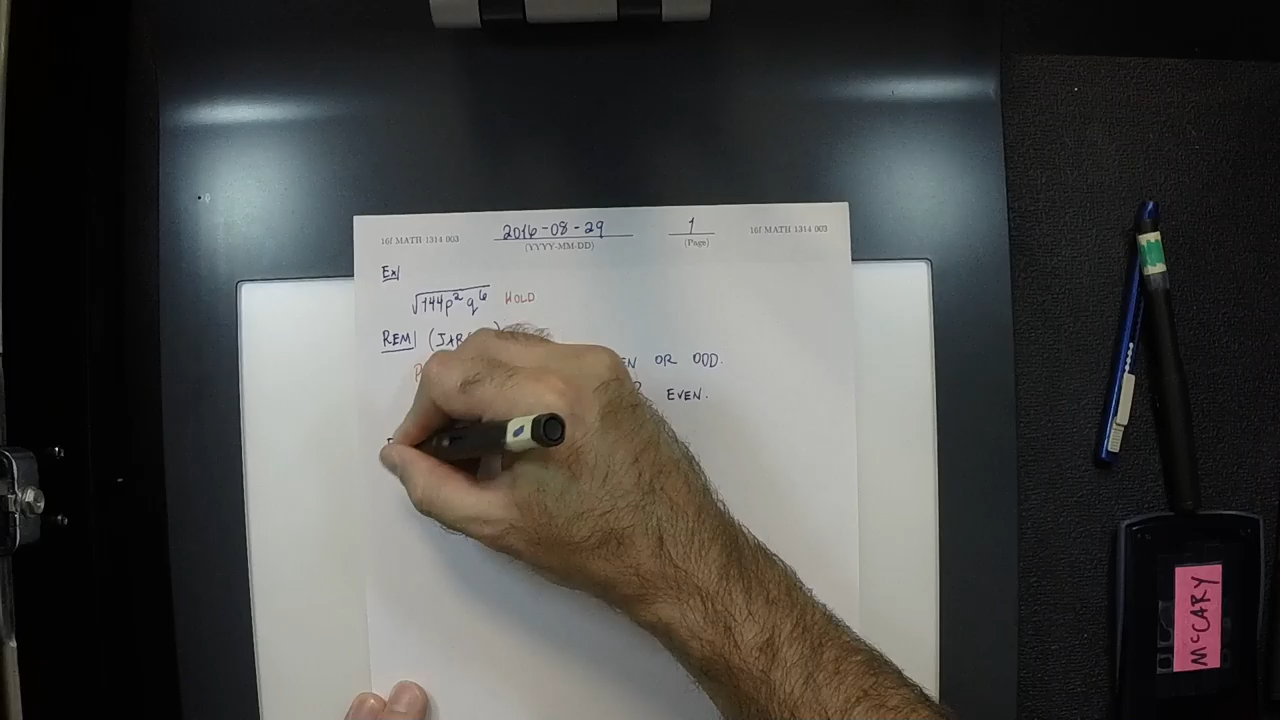 16f MATH 1314 003 2016-08-29 1 16f MATH 1314 003
(YYYY-MM-DD) (Page)
Ex|
√144p²q⁶ HOLD
REM|
OR ODD.
EVEN.
McCARY